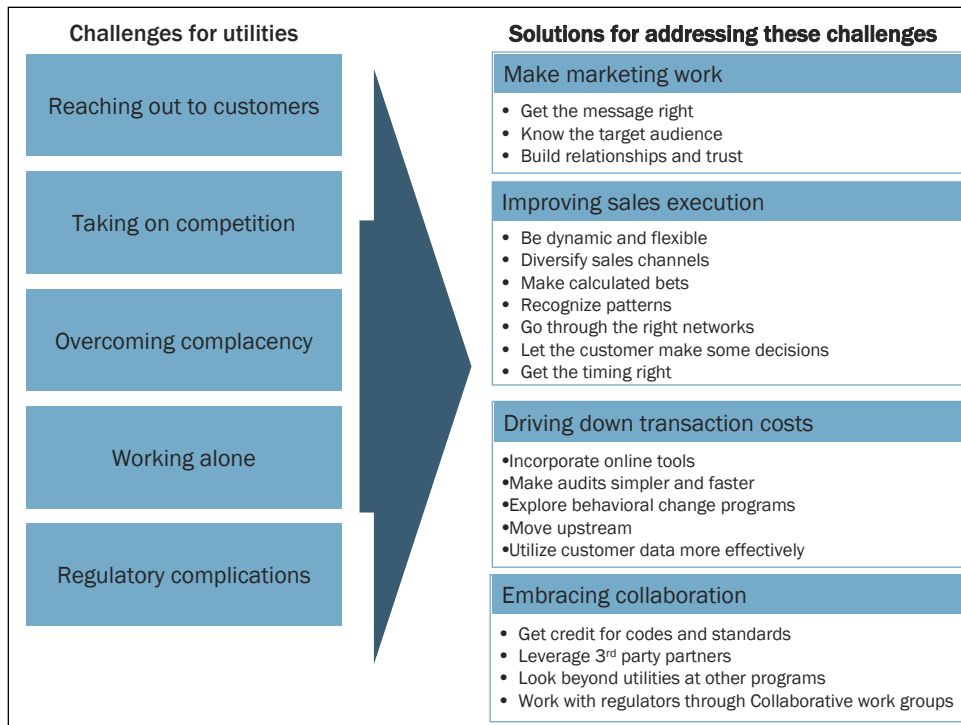 Challenges for utilities
Reaching out to customers
Taking on competition
Overcoming complacency
Working alone
Regulatory complications
Solutions for addressing these challenges
Make marketing work
• Get the message right
• Know the target audience
• Build relationships and trust
Improving sales execution
• Be dynamic and flexible
• Diversify sales channels
• Make calculated bets
• Recognize patterns
• Go through the right networks
• Let the customer make some decisions
• Get the timing right
Driving down transaction costs
•Incorporate online tools
•Make audits simpler and faster
•Explore behavioral change programs
•Move upstream
•Utilize customer data more effectively
Embracing collaboration
• Get credit for codes and standards
• Leverage 3rd party partners
• Look beyond utilities at other programs
• Work with regulators through Collaborative work groups